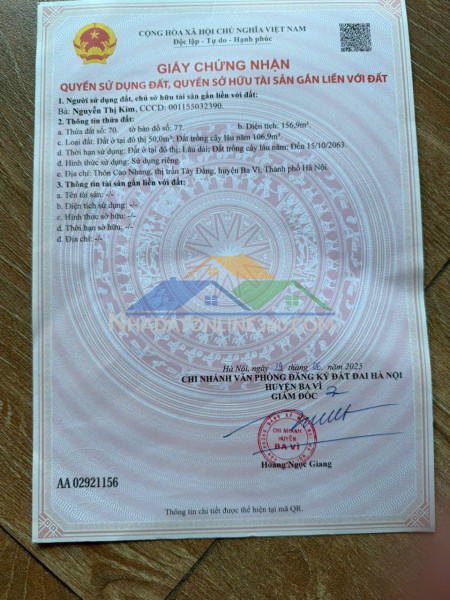 CỘNG HÒA XÃ HỘI CHỦ NGHĨA VIỆT NAM
Độc lập - Tự do - Hạnh phúc
GIẤY CHỨNG NHẬN
QUYỀN SỬ DỤNG ĐẤT, QUYỀN SỞ HỮU TÀI SẢN GẮN LIỀN VỚI ĐẤT
1. Người sử dụng đất, chủ sở hữu tài sản gắn liền với đất:
Bà: Nguyễn Thị Kim, CCCD: 001155032390.
2. Thông tin thửa đất:
a. Thửa đất số: 70. tờ bản đồ số: 77. b. Diện tích: 156,9m².
c. Loại đất: Đất ở tại đô thị 50,0m²; Đất trồng cây lâu năm 106,9m².
d. Thời hạn sử dụng: Đất ở tại đô thị: Lâu dài; Đất trồng cây lâu năm: Đến 15/10/2063.
đ. Hình thức sử dụng: Sử dụng riêng.
e. Địa chỉ: Thôn Cao Nhang, thị trấn Tây Đằng, huyện Ba Vì, Thành phố Hà Nội.
3. Thông tin tài sản gắn liền với đất:
a. Tên tài sản: -/-
b. Diện tích sử dụng: -/-
c. Hình thức sở hữu: -/-
d. Thời hạn sở hữu: -/-
đ. Địa chỉ: -/-
NHADATONLINE360.COM
Hà Nội, ngày 19 tháng 06 năm 2025
CHI NHÁNH VĂN PHÒNG ĐĂNG KÝ ĐẤT ĐAI HÀ NỘI
HUYỆN BA VÌ
GIÁM ĐỐC
CHI NHÁNH
HUYỆN
BA VÌ
Hoàng Ngọc Giang
AA 02921156
Thông tin chi tiết được thể hiện tại mã QR.